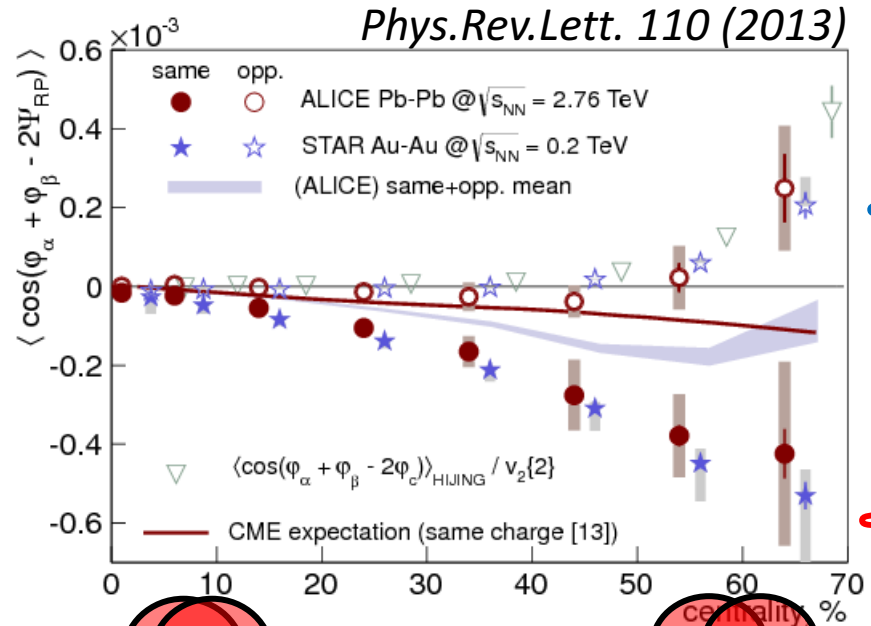 Phys.Rev.Lett. 110 (2013)
×10⁻³
⟨ cos(φ_α + φ_β - 2Ψ_RP) ⟩
0.6
0.4
0.2
0
-0.2
-0.4
-0.6
same opp.
ALICE Pb-Pb @ √s_NN = 2.76 TeV
STAR Au-Au @ √s_NN = 0.2 TeV
(ALICE) same+opp. mean
⟨cos(φ_α + φ_β - 2φ_c)⟩_HIJING / v₂{2}
CME expectation (same charge [13])
0 10 20 30 40 50 60 70
centrality, %